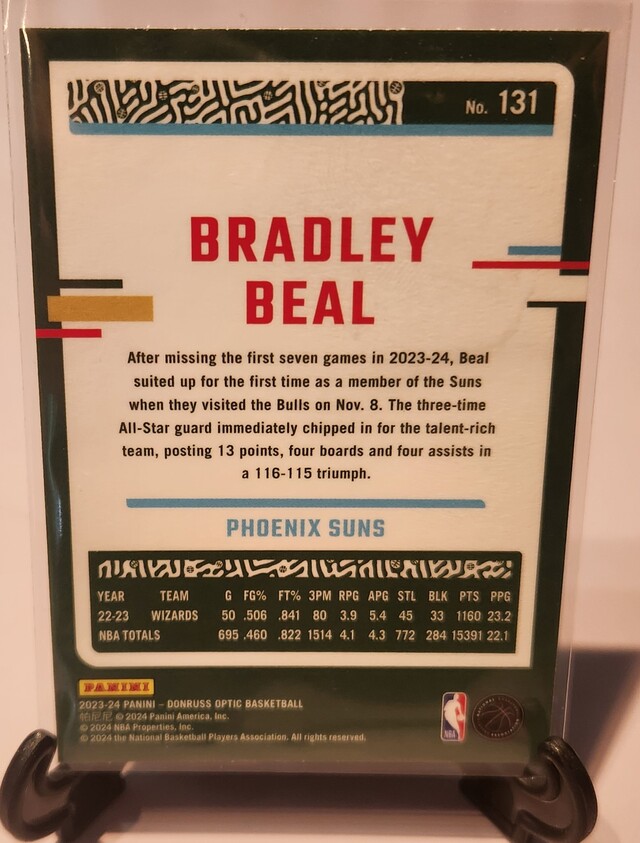 No. 131
BRADLEY
BEAL
After missing the first seven games in 2023-24, Beal
suited up for the first time as a member of the Suns
when they visited the Bulls on Nov. 8. The three-time
All-Star guard immediately chipped in for the talent-rich
team, posting 13 points, four boards and four assists in
a 116-115 triumph.
PHOENIX SUNS
YEAR TEAM G FG% FT% 3PM RPG APG STL BLK PTS PPG
22-23 WIZARDS 50 .506 .841 80 3.9 5.4 45 33 1160 23.2
NBA TOTALS 695 .460 .822 1514 4.1 4.3 772 284 15391 22.1
PANINI
2023-24 PANINI – DONRUSS OPTIC BASKETBALL
帕尼尼 © 2024 Panini America, Inc.
© 2024 NBA Properties, Inc.
© 2024 the National Basketball Players Association. All rights reserved.
NBA